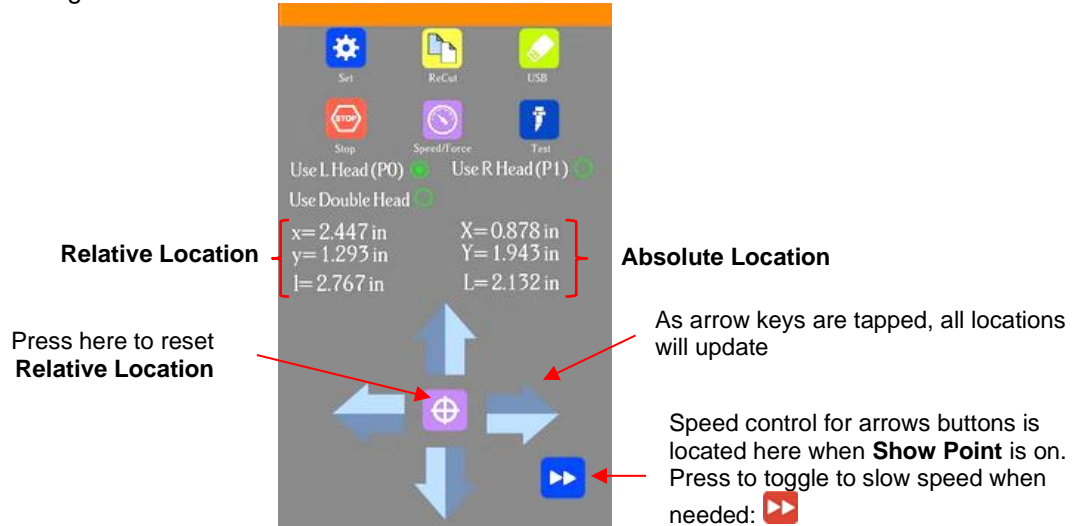 Set ReCut USB
STOP
Stop Speed/Force Test
Use L Head (P0) Use R Head (P1)
Use Double Head
x= 2.447 in X= 0.878 in
y= 1.293 in Y= 1.943 in
l= 2.767 in L= 2.132 in
Relative Location
Absolute Location
Press here to reset
Relative Location
As arrow keys are tapped, all locations
will update
Speed control for arrows buttons is
located here when Show Point is on.
Press to toggle to slow speed when
needed: